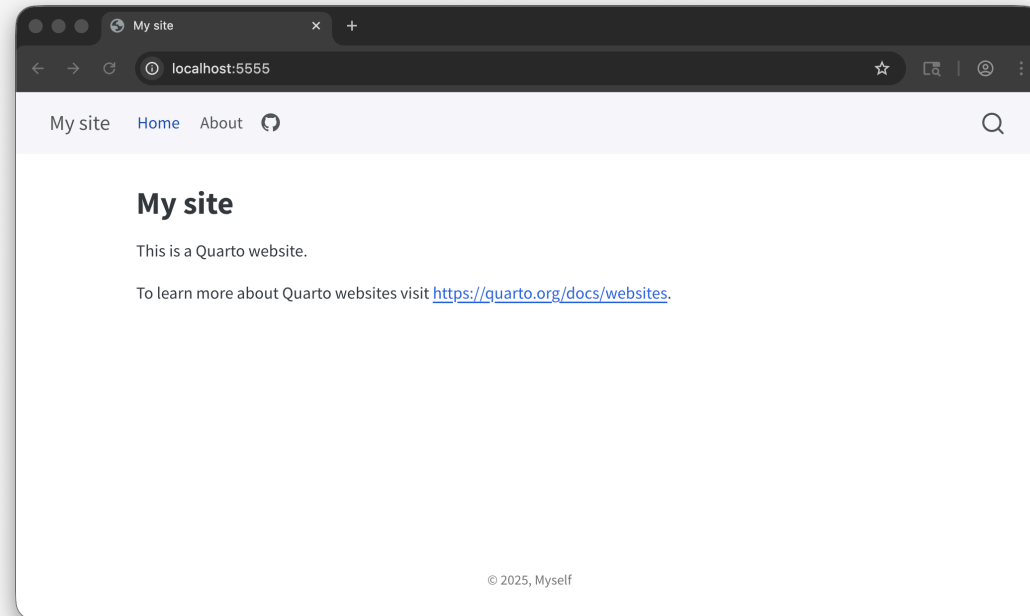 My site
localhost:5555
My site Home About
My site
This is a Quarto website.
To learn more about Quarto websites visit https://quarto.org/docs/websites.
© 2025, Myself